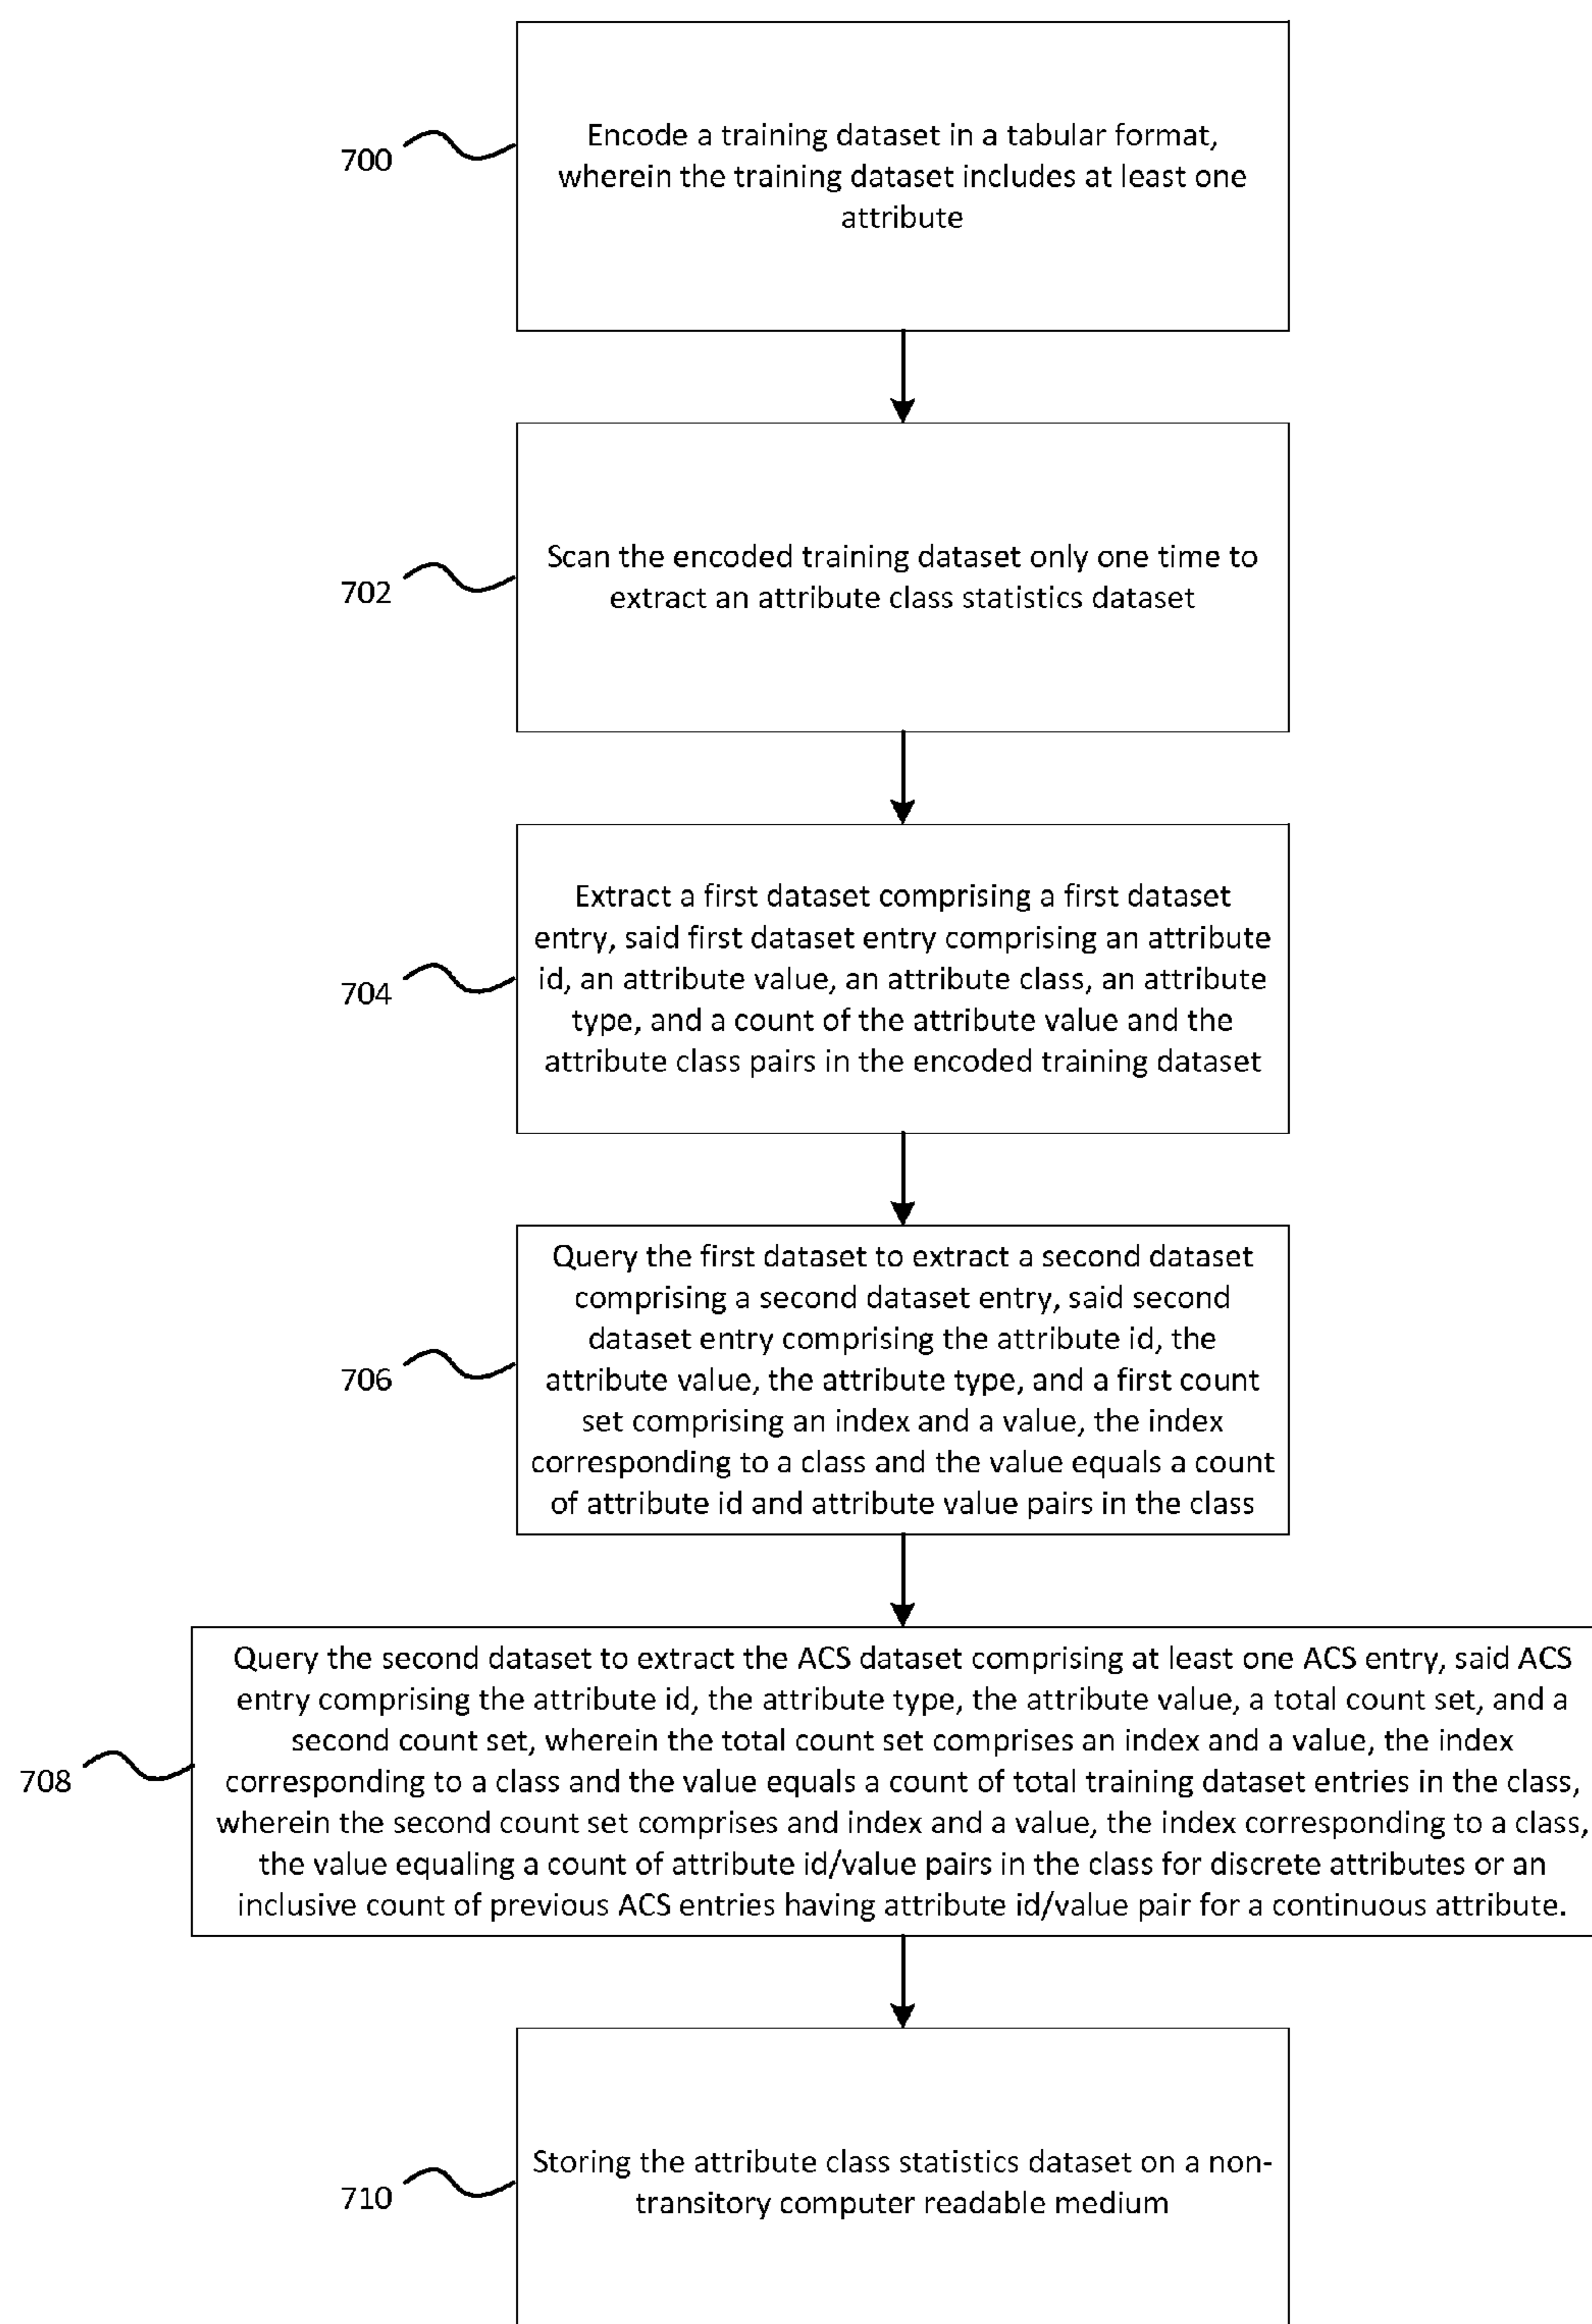 Encode a training dataset in a tabular format,
wherein the training dataset includes at least one
attribute
700
Scan the encoded training dataset only one time to
extract an attribute class statistics dataset
702
Extract a first dataset comprising a first dataset
entry, said first dataset entry comprising an attribute
id, an attribute value, an attribute class, an attribute
type, and a count of the attribute value and the
attribute class pairs in the encoded training dataset
704
Query the first dataset to extract a second dataset
comprising a second dataset entry, said second
dataset entry comprising the attribute id, the
attribute value, the attribute type, and a first count
set comprising an index and a value, the index
corresponding to a class and the value equals a count
of attribute id and attribute value pairs in the class
706
Query the second dataset to extract the ACS dataset comprising at least one ACS entry, said ACS
entry comprising the attribute id, the attribute type, the attribute value, a total count set, and a
second count set, wherein the total count set comprises an index and a value, the index
corresponding to a class and the value equals a count of total training dataset entries in the class,
wherein the second count set comprises and index and a value, the index corresponding to a class,
the value equaling a count of attribute id/value pairs in the class for discrete attributes or an
inclusive count of previous ACS entries having attribute id/value pair for a continuous attribute.
708
Storing the attribute class statistics dataset on a non-
transitory computer readable medium
710